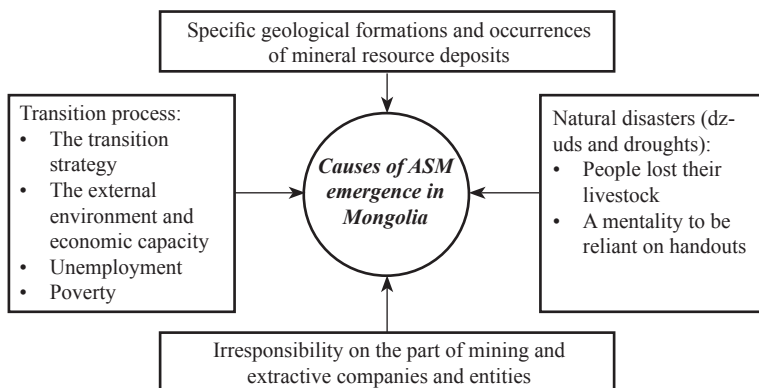 Specific geological formations and occurrences
of mineral resource deposits
Transition process:
• The transition
strategy
• The external
environment and
economic capacity
• Unemployment
• Poverty
Causes of ASM
emergence in
Mongolia
Natural disasters (dz-
uds and droughts):
• People lost their
livestock
• A mentality to be
reliant on handouts
Irresponsibility on the part of mining and
extractive companies and entities